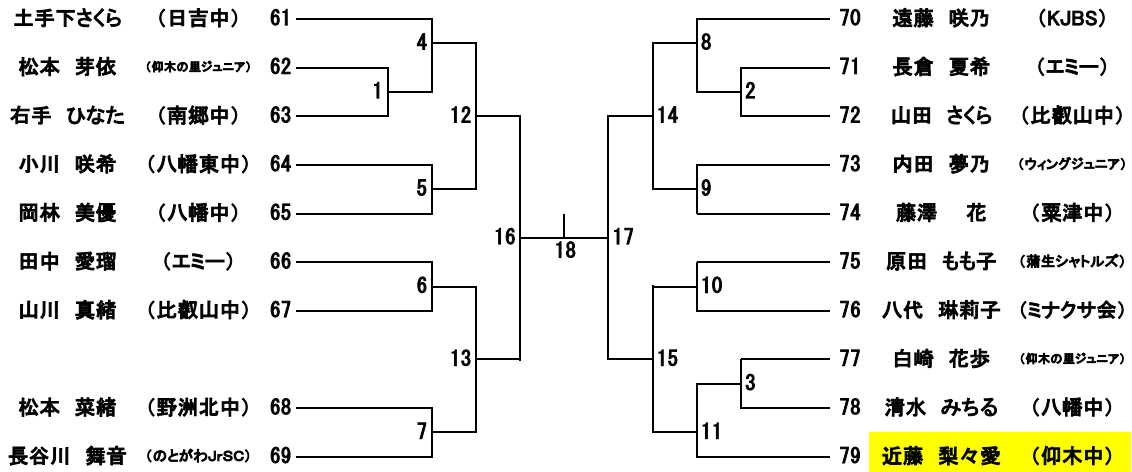 土手下さくら (日吉中) 61
松本 芽依 (仰木の里ジュニア) 62
右手 ひなた (南郷中) 63
小川 咲希 (八幡東中) 64
岡林 美優 (八幡中) 65
田中 愛瑠 (エミー) 66
山川 真緒 (比叡山中) 67
松本 菜緒 (野洲北中) 68
長谷川 舞音 (のとがわJrSC) 69
4
1
12
5
16
6
13
7
18
17
8
2
14
9
10
15
3
11
70 遠藤 咲乃 (KJBS)
71 長倉 夏希 (エミー)
72 山田 さくら (比叡山中)
73 内田 夢乃 (ウィングジュニア)
74 藤澤 花 (粟津中)
75 原田 もも子 (蒲生シャトルズ)
76 八代 琳莉子 (ミナクサ会)
77 白崎 花歩 (仰木の里ジュニア)
78 清水 みちる (八幡中)
79 近藤 梨々愛 (仰木中)